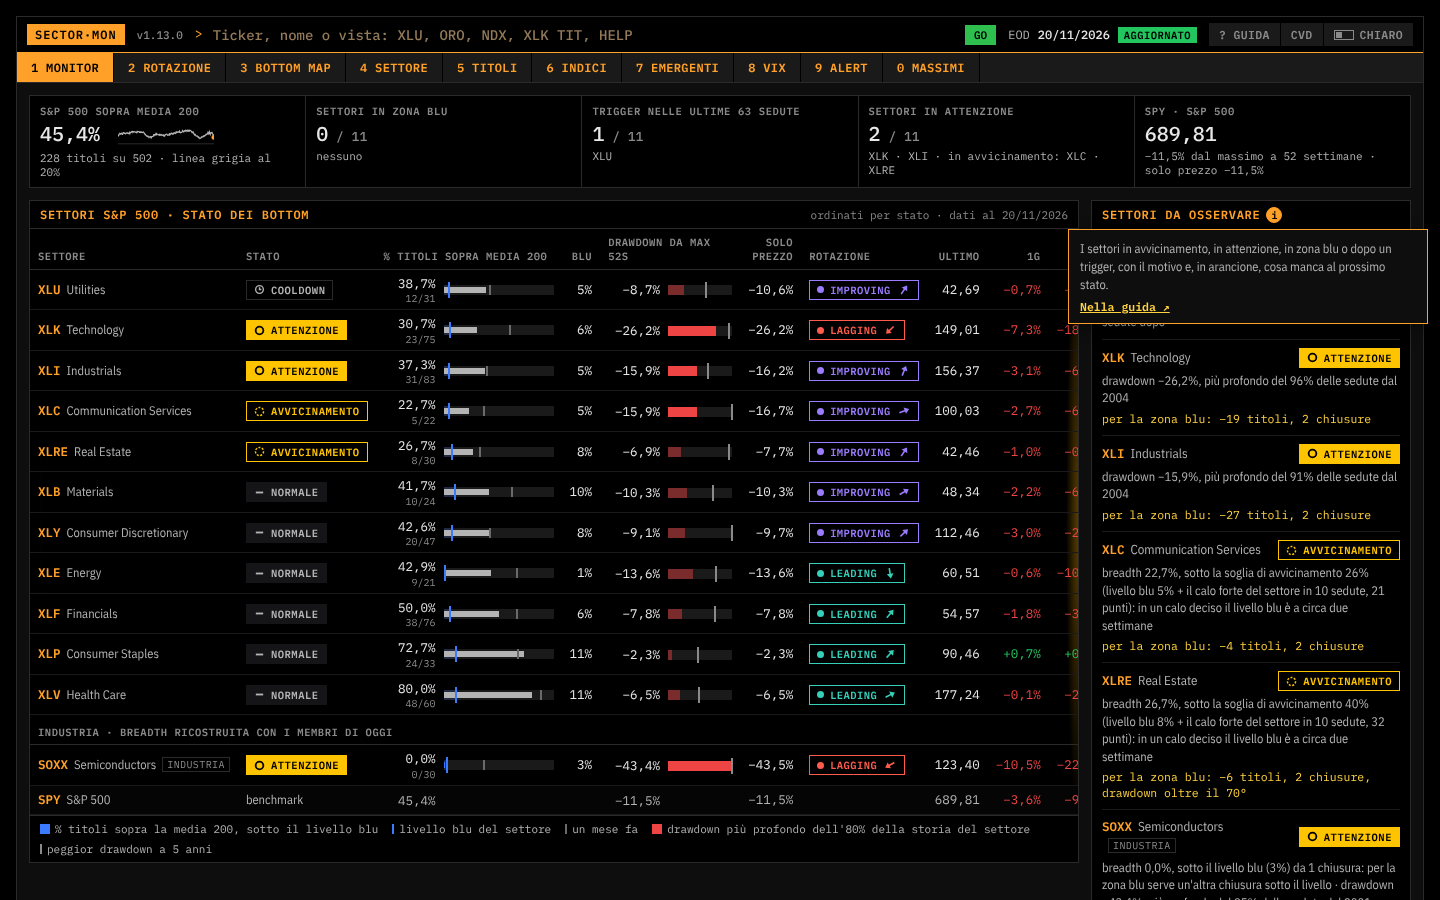 SECTOR·MON v1.13.0 > Ticker, nome o vista: XLU, ORO, NDX, XLK TIT, HELP GO EOD 20/11/2026 AGGIORNATO ? GUIDA CVD CHIARO
1 MONITOR 2 ROTAZIONE 3 BOTTOM MAP 4 SETTORE 5 TITOLI 6 INDICI 7 EMERGENTI 8 VIX 9 ALERT 0 MASSIMI
S&P 500 SOPRA MEDIA 200
45,4%
228 titoli su 502 · linea grigia al
20%
SETTORI IN ZONA BLU
0 / 11
nessuno
TRIGGER NELLE ULTIME 63 SEDUTE
1 / 11
XLU
SETTORI IN ATTENZIONE
2 / 11
XLK · XLI · in avvicinamento: XLC ·
XLRE
SPY · S&P 500
689,81
−11,5% dal massimo a 52 settimane ·
solo prezzo −11,5%
SETTORI S&P 500 · STATO DEI BOTTOM ordinati per stato · dati al 20/11/2026
SETTORE STATO % TITOLI SOPRA MEDIA 200 BLU DRAWDOWN DA MAX 52S SOLO PREZZO ROTAZIONE ULTIMO 1G
XLU Utilities COOLDOWN 38,7% 12/31 5% −8,7% −10,6% IMPROVING 42,69 −0,7%
XLK Technology ATTENZIONE 30,7% 23/75 6% −26,2% −26,2% LAGGING 149,01 −7,3% −18
XLI Industrials ATTENZIONE 37,3% 31/83 5% −15,9% −16,2% IMPROVING 156,37 −3,1% −6
XLC Communication Services AVVICINAMENTO 22,7% 5/22 5% −15,9% −16,7% IMPROVING 100,03 −2,7% −6
XLRE Real Estate AVVICINAMENTO 26,7% 8/30 8% −6,9% −7,7% IMPROVING 42,46 −1,0% −0
XLB Materials NORMALE 41,7% 10/24 10% −10,3% −10,3% IMPROVING 48,34 −2,2% −6
XLY Consumer Discretionary NORMALE 42,6% 20/47 8% −9,1% −9,7% IMPROVING 112,46 −3,0% −2
XLE Energy NORMALE 42,9% 9/21 1% −13,6% −13,6% LEADING 60,51 −0,6% −10
XLF Financials NORMALE 50,0% 38/76 6% −7,8% −7,8% LEADING 54,57 −1,8% −3
XLP Consumer Staples NORMALE 72,7% 24/33 11% −2,3% −2,3% LEADING 90,46 +0,7% +0
XLV Health Care NORMALE 80,0% 48/60 11% −6,5% −6,5% LEADING 177,24 −0,1% −2
INDUSTRIA · BREADTH RICOSTRUITA CON I MEMBRI DI OGGI
SOXX Semiconductors INDUSTRIA ATTENZIONE 0,0% 0/30 3% −43,4% −43,5% LAGGING 123,40 −10,5% −22
SPY S&P 500 benchmark 45,4% −11,5% −11,5% 689,81 −3,6% −9
% titoli sopra la media 200, sotto il livello blu livello blu del settore un mese fa drawdown più profondo dell'80% della storia del settore
peggior drawdown a 5 anni
SETTORI DA OSSERVARE i
I settori in avvicinamento, in attenzione, in zona blu o dopo un
trigger, con il motivo e, in arancione, cosa manca al prossimo
stato.
Nella guida ↗
XLK Technology ATTENZIONE
drawdown −26,2%, più profondo del 96% delle sedute dal
2004
per la zona blu: −19 titoli, 2 chiusure
XLI Industrials ATTENZIONE
drawdown −15,9%, più profondo del 91% delle sedute dal
2004
per la zona blu: −27 titoli, 2 chiusure
XLC Communication Services AVVICINAMENTO
breadth 22,7%, sotto la soglia di avvicinamento 26%
(livello blu 5% + il calo forte del settore in 10 sedute, 21
punti): in un calo deciso il livello blu è a circa due
settimane
per la zona blu: −4 titoli, 2 chiusure
XLRE Real Estate AVVICINAMENTO
breadth 26,7%, sotto la soglia di avvicinamento 40%
(livello blu 8% + il calo forte del settore in 10 sedute, 32
punti): in un calo deciso il livello blu è a circa due
settimane
per la zona blu: −6 titoli, 2 chiusure,
drawdown oltre il 70°
SOXX Semiconductors ATTENZIONE
INDUSTRIA
breadth 0,0%, sotto il livello blu (3%) da 1 chiusura: per la
zona blu serve un'altra chiusura sotto il livello · drawdown